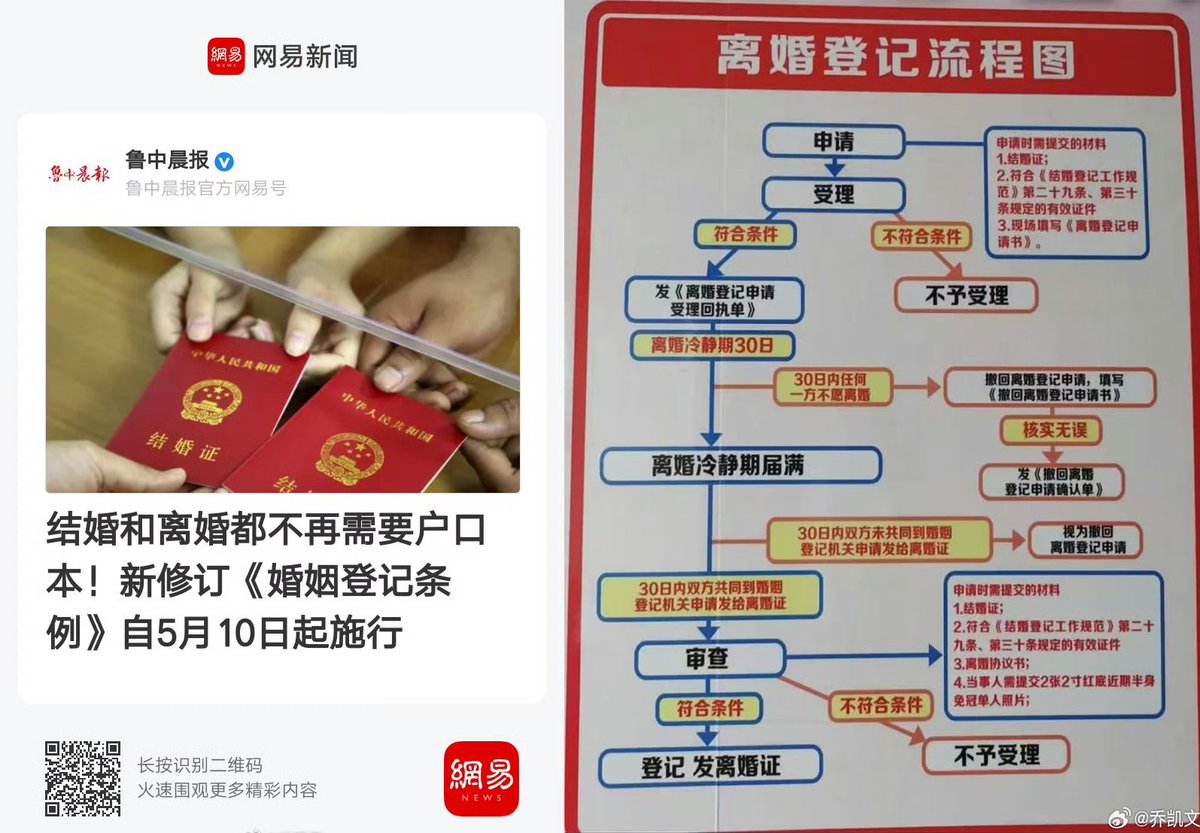 網易
NEWS
网易新闻
鲁中晨報
鲁中晨报
鲁中晨报官方网易号
中华人民共和国
结婚证
中华人民共和国
结
结婚和离婚都不再需要户口
本！新修订《婚姻登记条
例》自5月10日起施行
长按识别二维码
火速围观更多精彩内容
網易
NEWS
离婚登记流程图
申请
申请时需提交的材料
1.结婚证；
2.符合《结婚登记工作规
范》第二十九条、第三十
条规定的有效证件
3.现场填写《离婚登记申
请书》。
受理
符合条件
不符合条件
发《离婚登记申请
受理回执单》
不予受理
离婚冷静期30日
30日内任何
一方不愿离婚
撤回离婚登记申请，填写
《撤回离婚登记申请书》
核实无误
发《撤回离婚
登记申请确认单》
离婚冷静期届满
30日内双方未共同到婚姻
登记机关申请发给离婚证
视为撤回
离婚登记申请
30日内双方共同到婚姻
登记机关申请发给离婚证
审查
申请时需提交的材料
1.结婚证；
2.符合《结婚登记工作规范》第二十
九条、第三十条规定的有效证件
3.离婚协议书；
4.当事人需提交2张2寸红底近期半身
免冠单人照片；
符合条件
不符合条件
登记 发离婚证
不予受理
@乔凯文